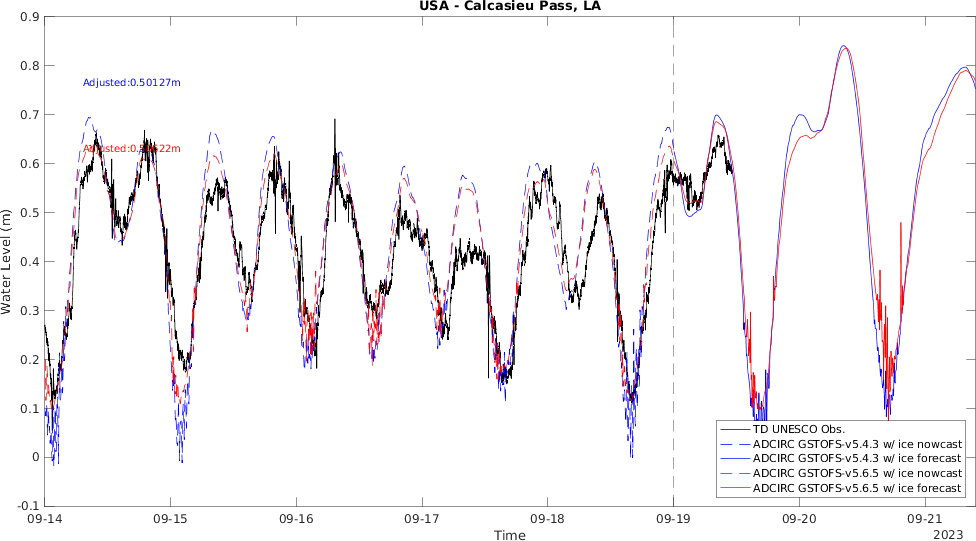 USA - Calcasieu Pass, LA
0.9
0.8
0.7
0.6
0.5
0.4
0.3
0.2
0.1
0
-0.1
Water Level (m)
Adjusted:0.50127m
TD UNESCO Obs.
ADCIRC GSTOFS-v5.4.3 w/ ice nowcast
ADCIRC GSTOFS-v5.4.3 w/ ice forecast
ADCIRC GSTOFS-v5.6.5 w/ ice nowcast
ADCIRC GSTOFS-v5.6.5 w/ ice forecast
09-14 09-15 09-16 09-17 09-18 09-19 09-20 09-21
Time
2023